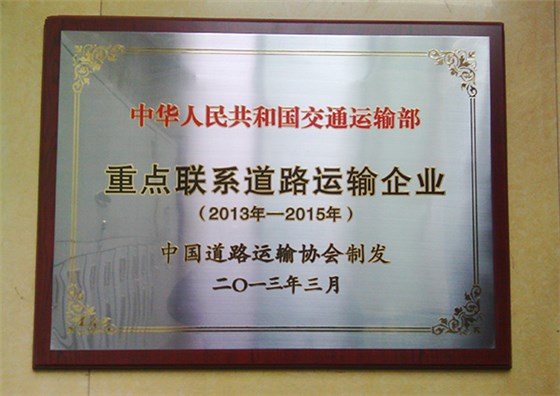 中华人民共和国交通运输部
重点联系道路运输企业
（2013年—2015年）
中国道路运输协会制发
二〇一三年三月